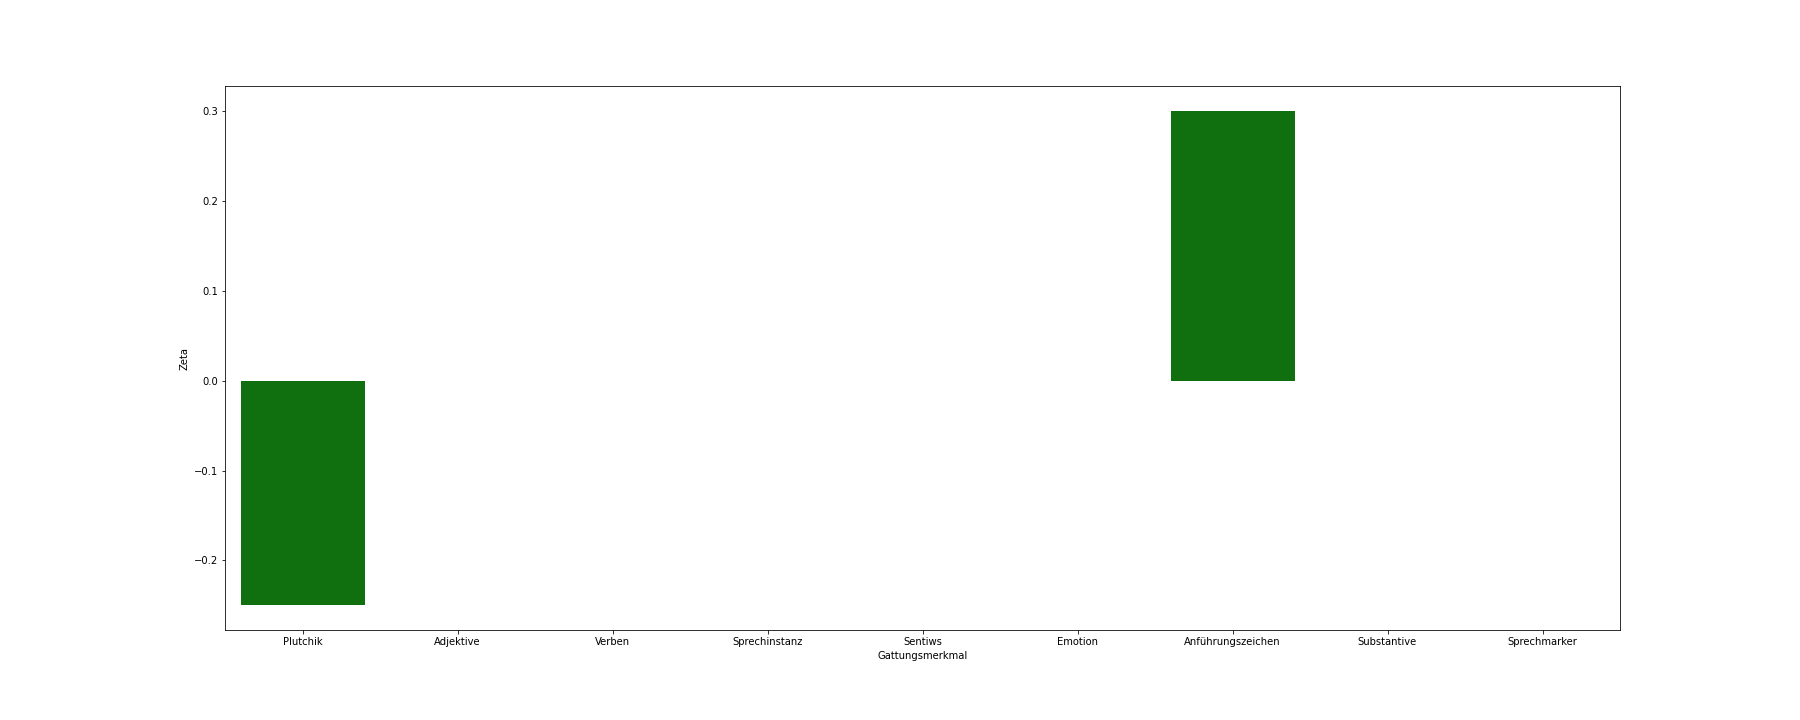 0.3
0.2
0.1
0.0
−0.1
−0.2
Zeta
Plutchik Adjektive Verben Sprechinstanz Sentiws Emotion Anführungszeichen Substantive Sprechmarker
Gattungsmerkmal